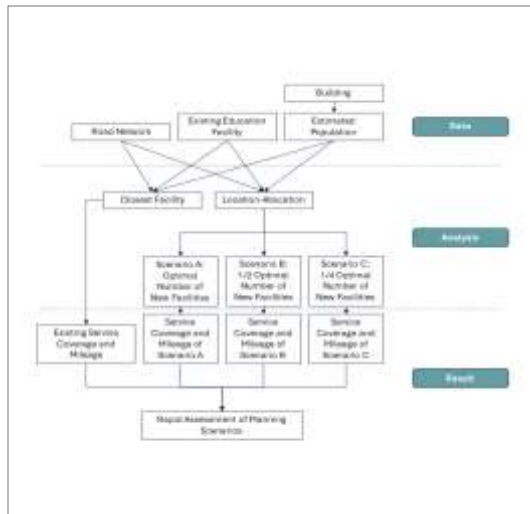 Building
Road Network
Existing Education
Facility
Estimated
Population
Data
Closest Facility
Location-Allocation
Analysis
Scenario A:
Optimal
Number of
New Facilities
Scenario B:
1/2 Optimal
Number of
New Facilities
Scenario C:
1/4 Optimal
Number of
New Facilities
Existing Service
Coverage and
Mileage
Service
Coverage and
Mileage of
Scenario A
Service
Coverage and
Mileage of
Scenario B
Service
Coverage and
Mileage of
Scenario C
Result
Rapid Assessment of Planning
Scenarios